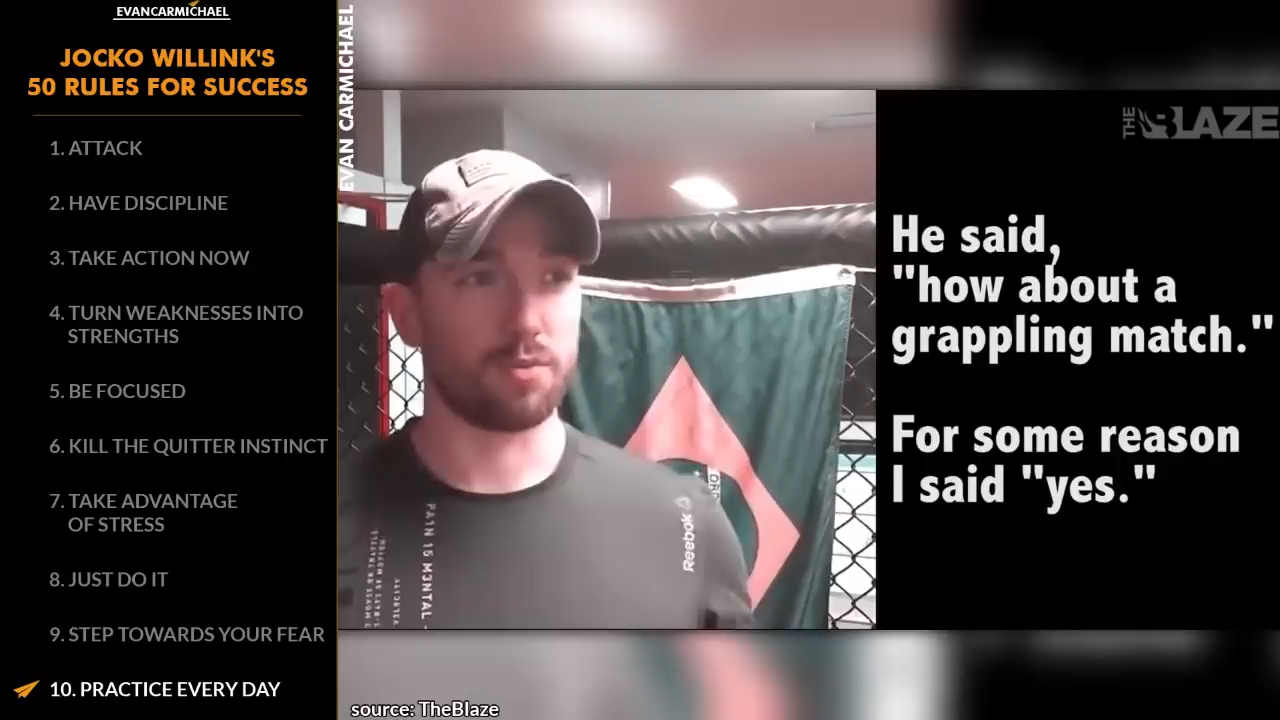 EVANCARMICHAEL
JOCKO WILLINK'S
50 RULES FOR SUCCESS
1. ATTACK
2. HAVE DISCIPLINE
3. TAKE ACTION NOW
4. TURN WEAKNESSES INTO
STRENGTHS
5. BE FOCUSED
6. KILL THE QUITTER INSTINCT
7. TAKE ADVANTAGE
OF STRESS
8. JUST DO IT
9. STEP TOWARDS YOUR FEAR
10. PRACTICE EVERY DAY
EVAN CARMICHAEL
THE BLAZE
He said,
"how about a
grappling match."
For some reason
I said "yes."
PA1N 15 M3NTAL
Reebok
source: TheBlaze